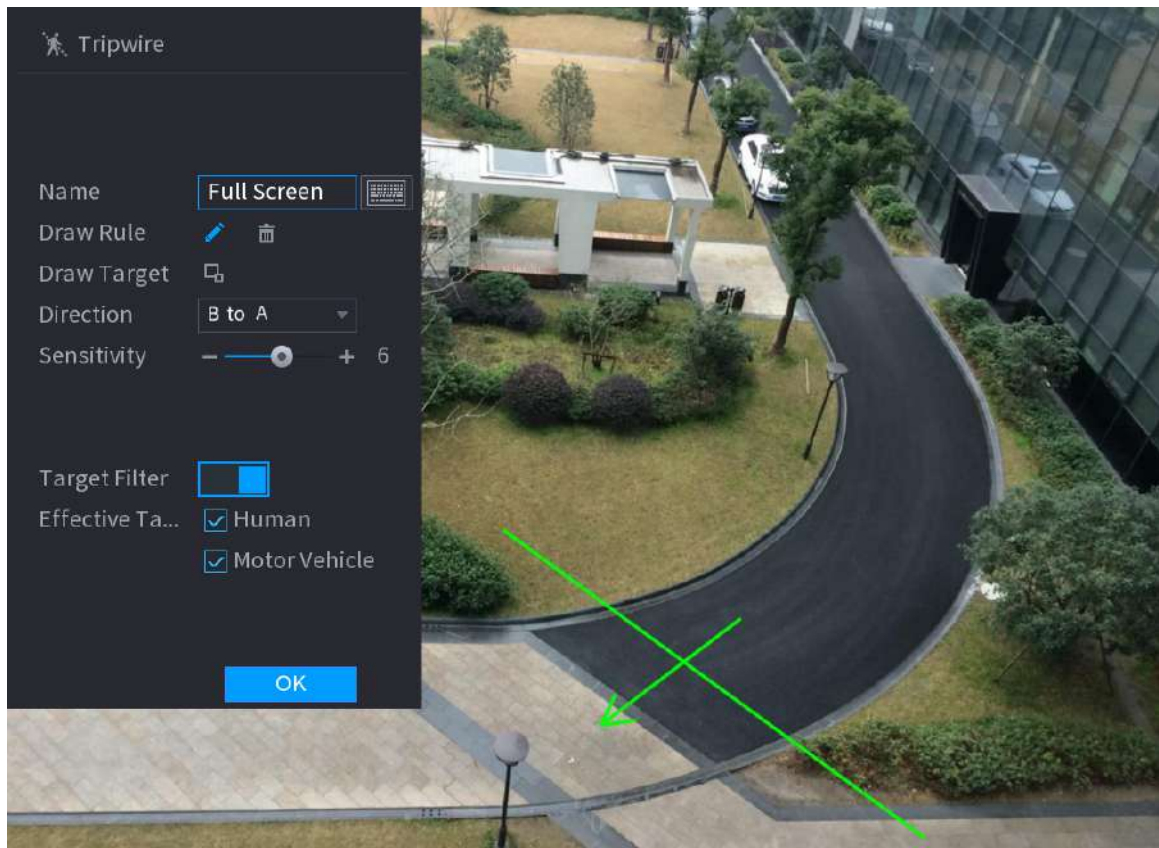 Tripwire
Name Full Screen
Draw Rule
Draw Target
Direction B to A
Sensitivity - + 6
Target Filter
Effective Ta... Human
Motor Vehicle
OK